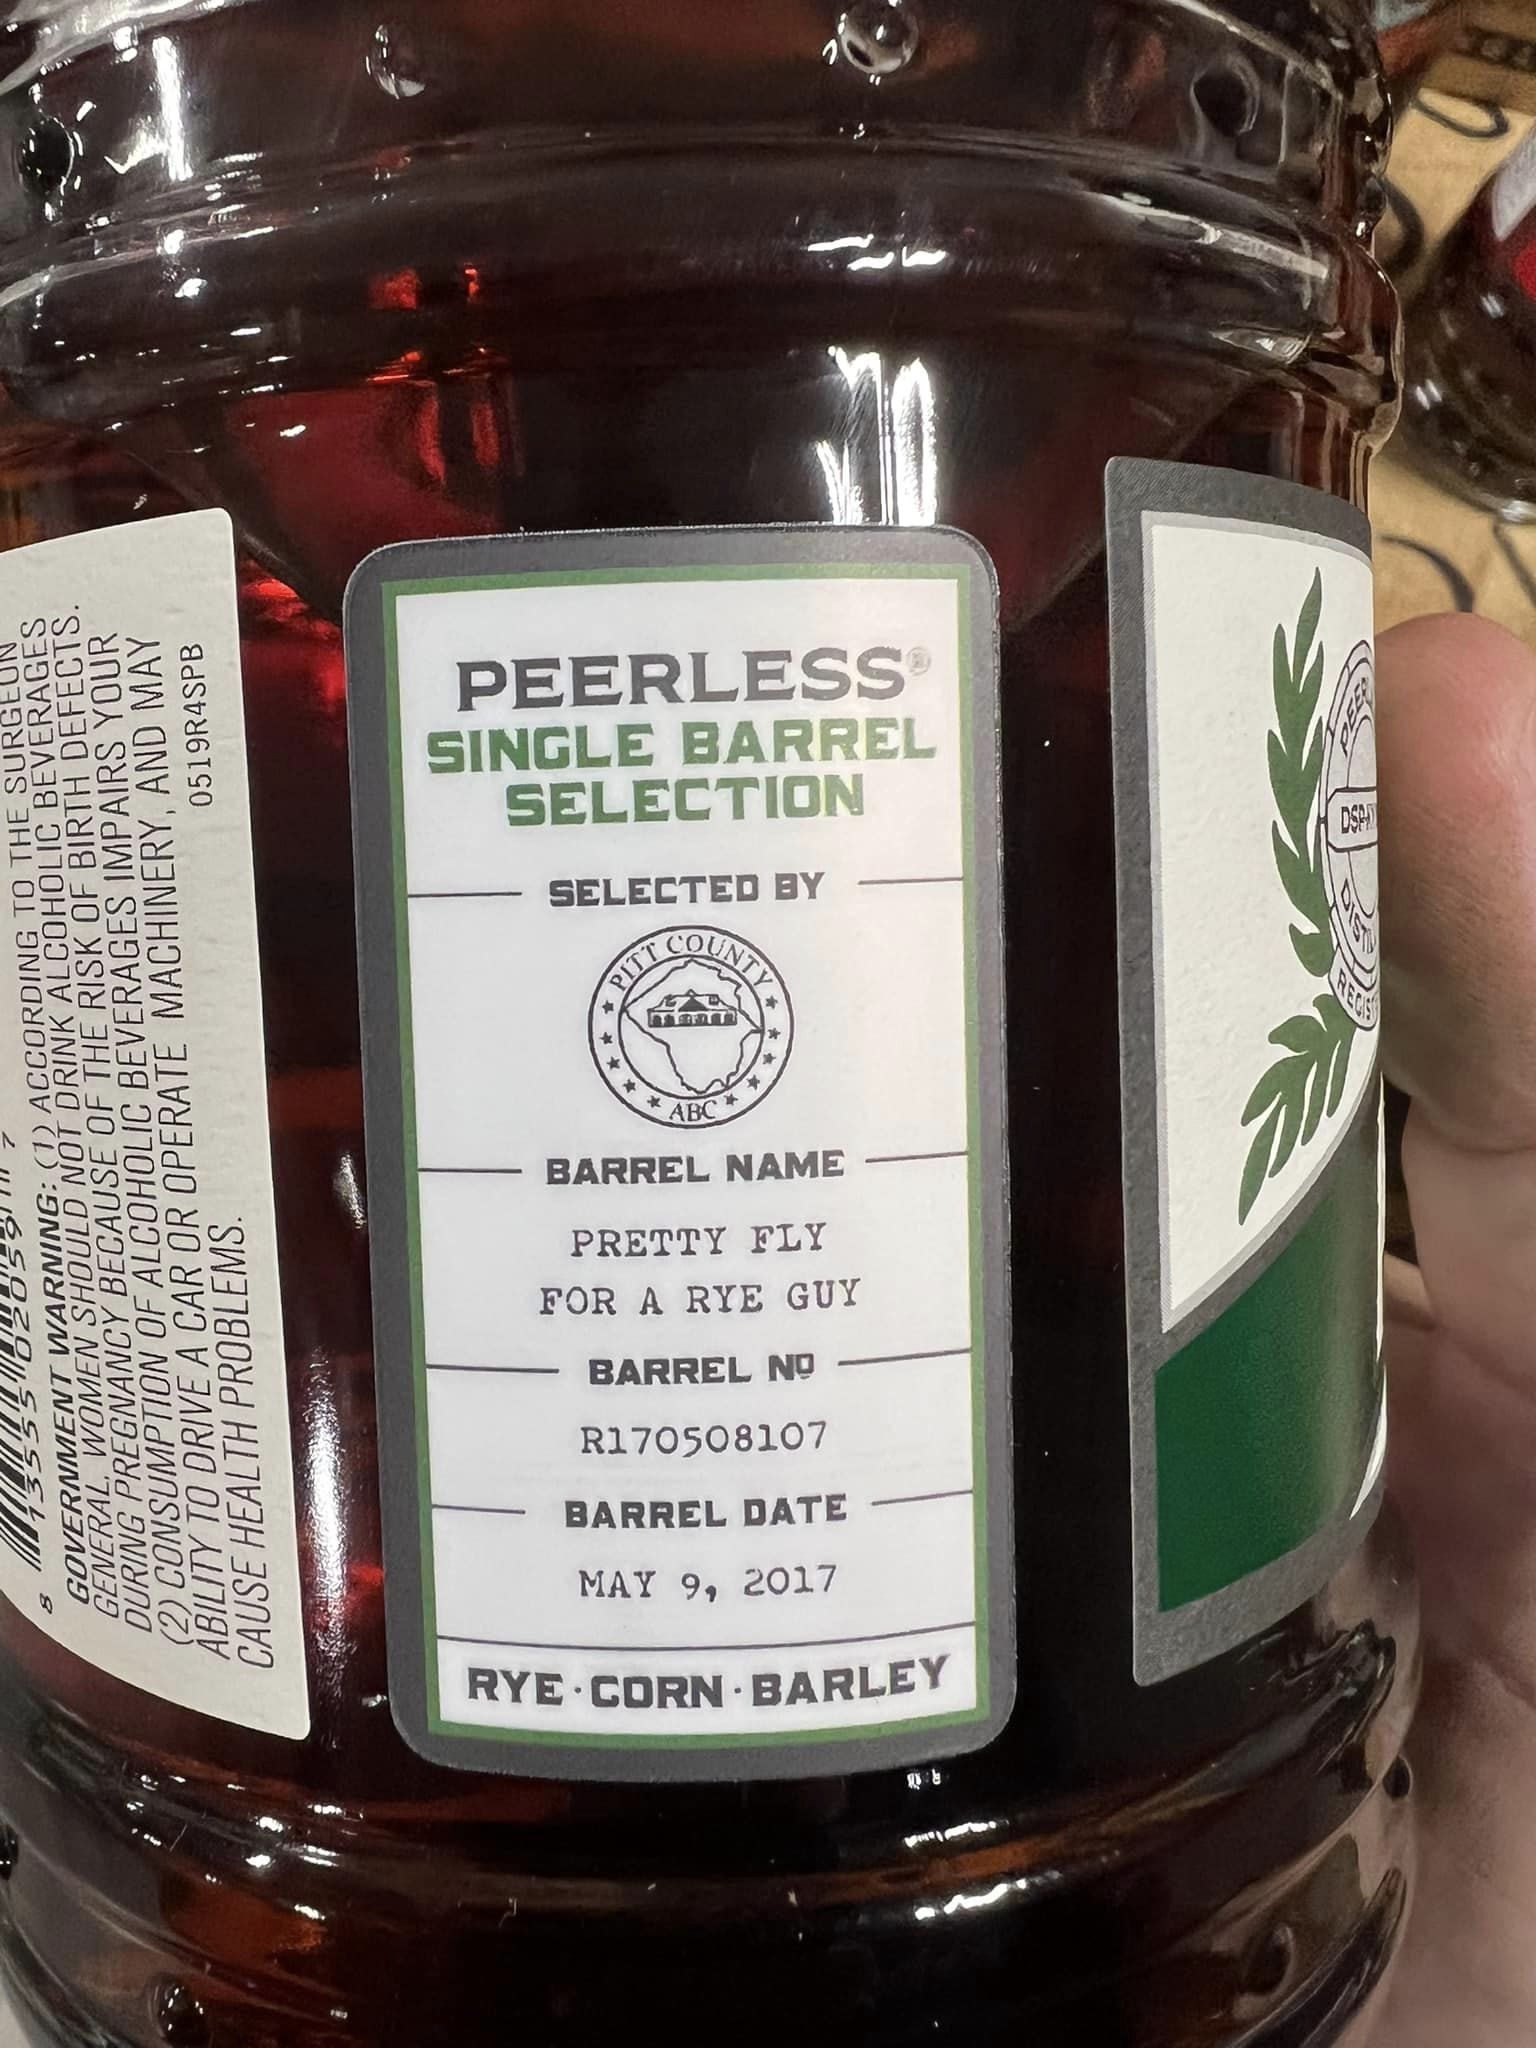 GOVERNMENT WARNING: (1) ACCORDING TO THE SURGEON
GENERAL, WOMEN SHOULD NOT DRINK ALCOHOLIC BEVERAGES
DURING PREGNANCY BECAUSE OF THE RISK OF BIRTH DEFECTS.
(2) CONSUMPTION OF ALCOHOLIC BEVERAGES IMPAIRS YOUR
ABILITY TO DRIVE A CAR OR OPERATE MACHINERY, AND MAY
CAUSE HEALTH PROBLEMS.
0519R4SPB
PEERLESS®
SINGLE BARREL
SELECTION
SELECTED BY
PITT COUNTY
ABC
BARREL NAME
PRETTY FLY
FOR A RYE GUY
BARREL NO
R170508107
BARREL DATE
MAY 9, 2017
RYE · CORN · BARLEY